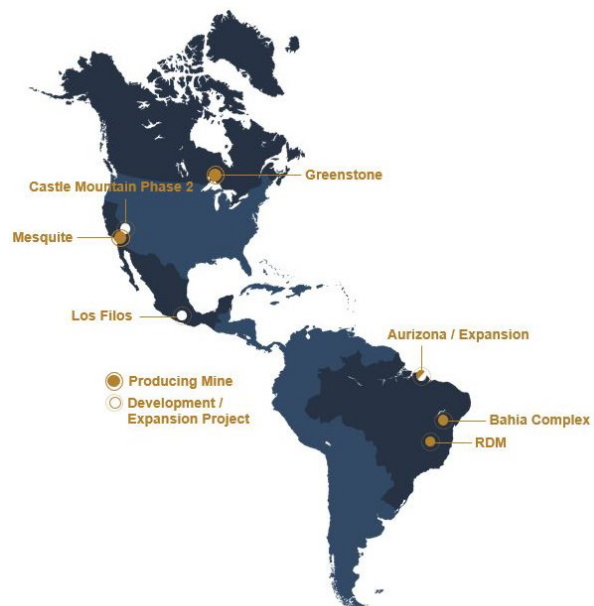 Greenstone
Castle Mountain Phase 2
Mesquite
Los Filos
Aurizona / Expansion
Producing Mine
Development /
Expansion Project
Bahia Complex
RDM